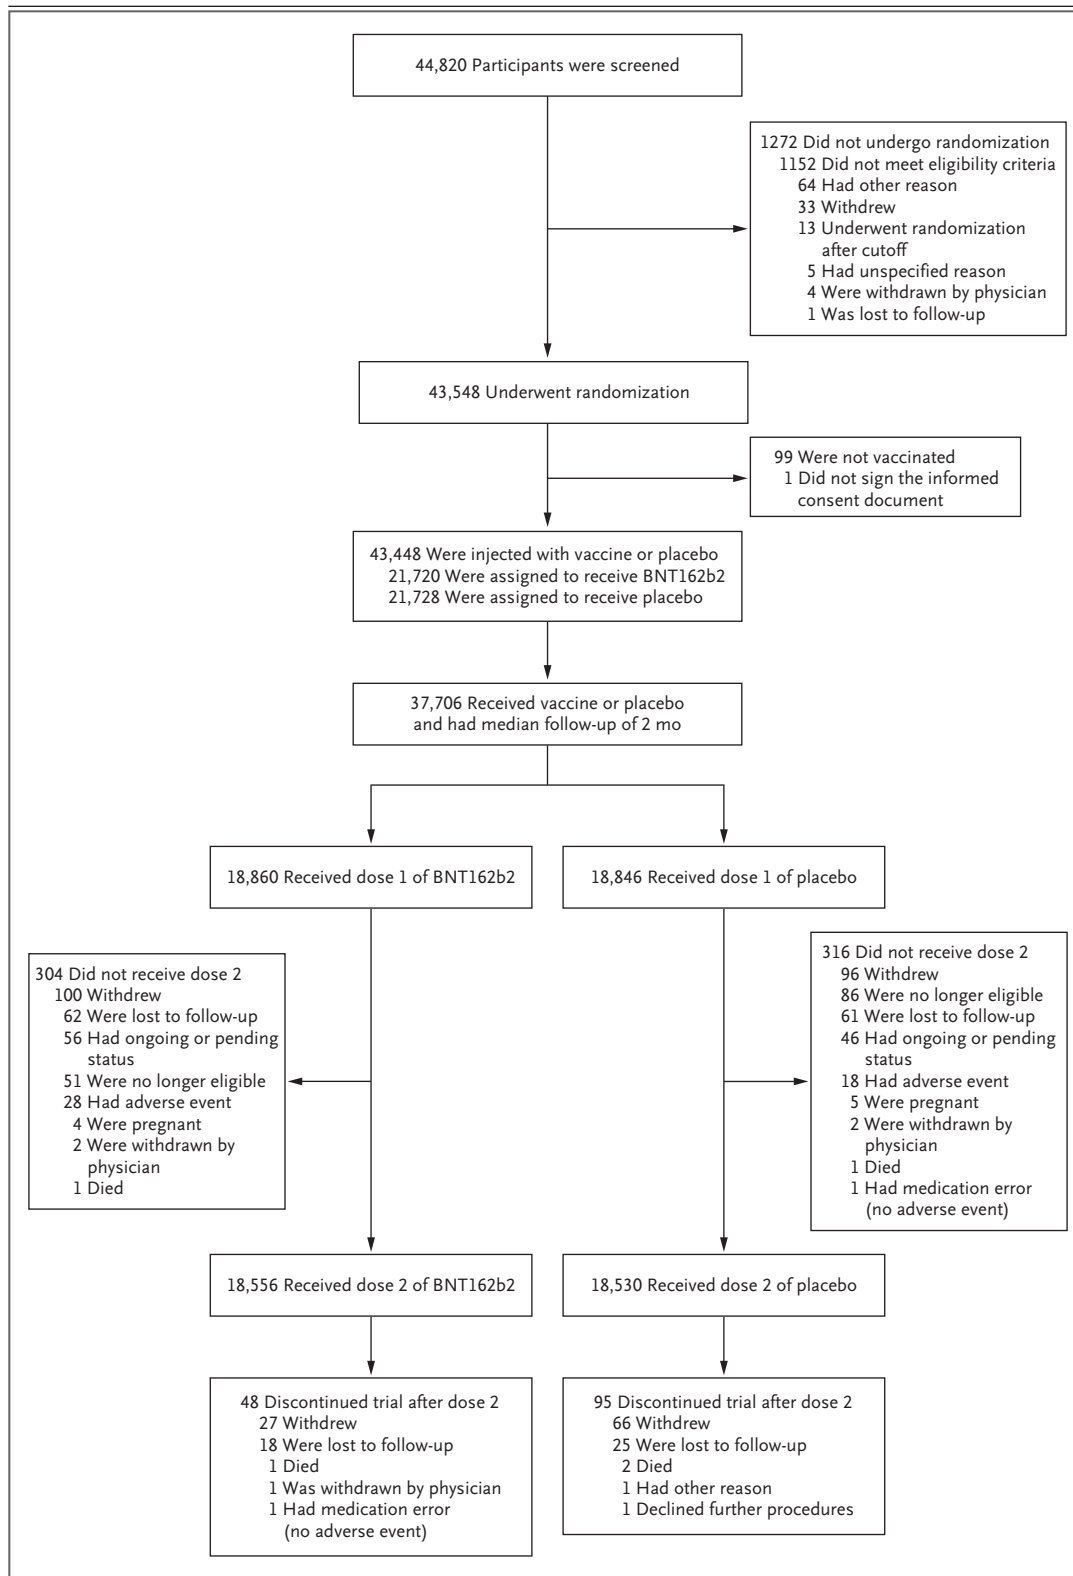 44,820 Participants were screened
1272 Did not undergo randomization
1152 Did not meet eligibility criteria
64 Had other reason
33 Withdrew
13 Underwent randomization
after cutoff
5 Had unspecified reason
4 Were withdrawn by physician
1 Was lost to follow-up
43,548 Underwent randomization
99 Were not vaccinated
1 Did not sign the informed
consent document
43,448 Were injected with vaccine or placebo
21,720 Were assigned to receive BNT162b2
21,728 Were assigned to receive placebo
37,706 Received vaccine or placebo
and had median follow-up of 2 mo
18,860 Received dose 1 of BNT162b2
18,846 Received dose 1 of placebo
304 Did not receive dose 2
100 Withdrew
62 Were lost to follow-up
56 Had ongoing or pending
status
51 Were no longer eligible
28 Had adverse event
4 Were pregnant
2 Were withdrawn by
physician
1 Died
316 Did not receive dose 2
96 Withdrew
86 Were no longer eligible
61 Were lost to follow-up
46 Had ongoing or pending
status
18 Had adverse event
5 Were pregnant
2 Were withdrawn by
physician
1 Died
1 Had medication error
(no adverse event)
18,556 Received dose 2 of BNT162b2
18,530 Received dose 2 of placebo
48 Discontinued trial after dose 2
27 Withdrew
18 Were lost to follow-up
1 Died
1 Was withdrawn by physician
1 Had medication error
(no adverse event)
95 Discontinued trial after dose 2
66 Withdrew
25 Were lost to follow-up
2 Died
1 Had other reason
1 Declined further procedures